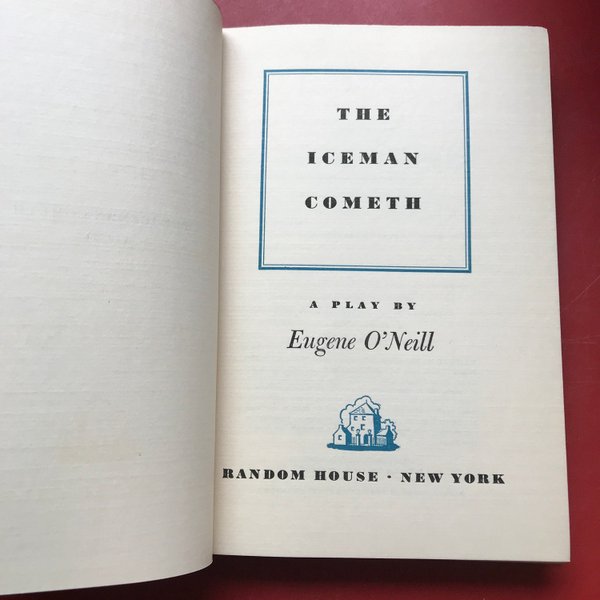 THE
ICEMAN
COMETH
A PLAY BY
Eugene O'Neill
RANDOM HOUSE · NEW YORK